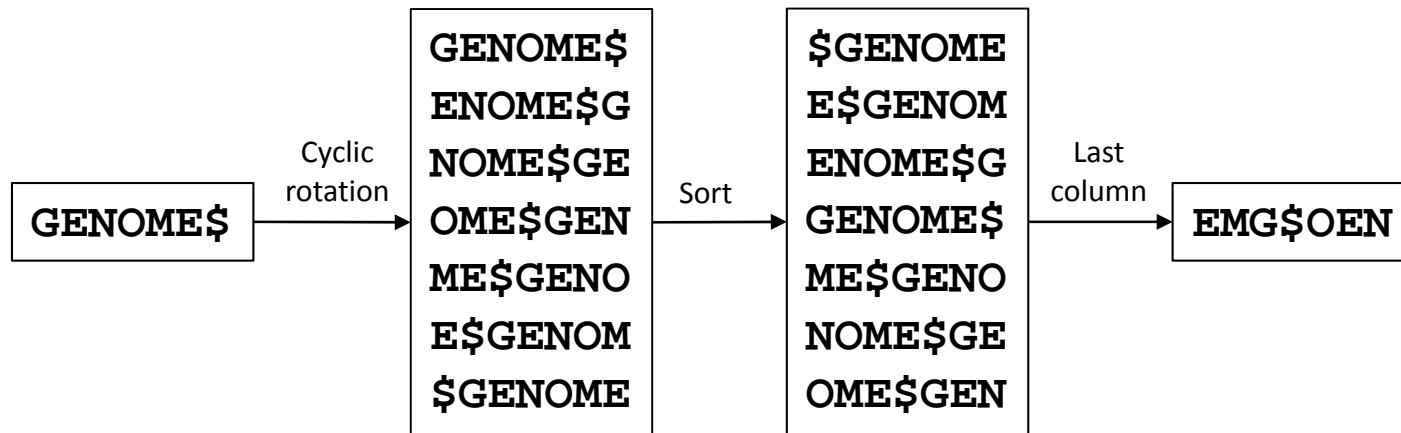 GENOME$
Cyclic
rotation
GENOME$
ENOME$G
NOME$GE
OME$GEN
ME$GENO
E$GENOM
$GENOME
Sort
$GENOME
E$GENOM
ENOME$G
GENOME$
ME$GENO
NOME$GE
OME$GEN
Last
column
EMG$OEN